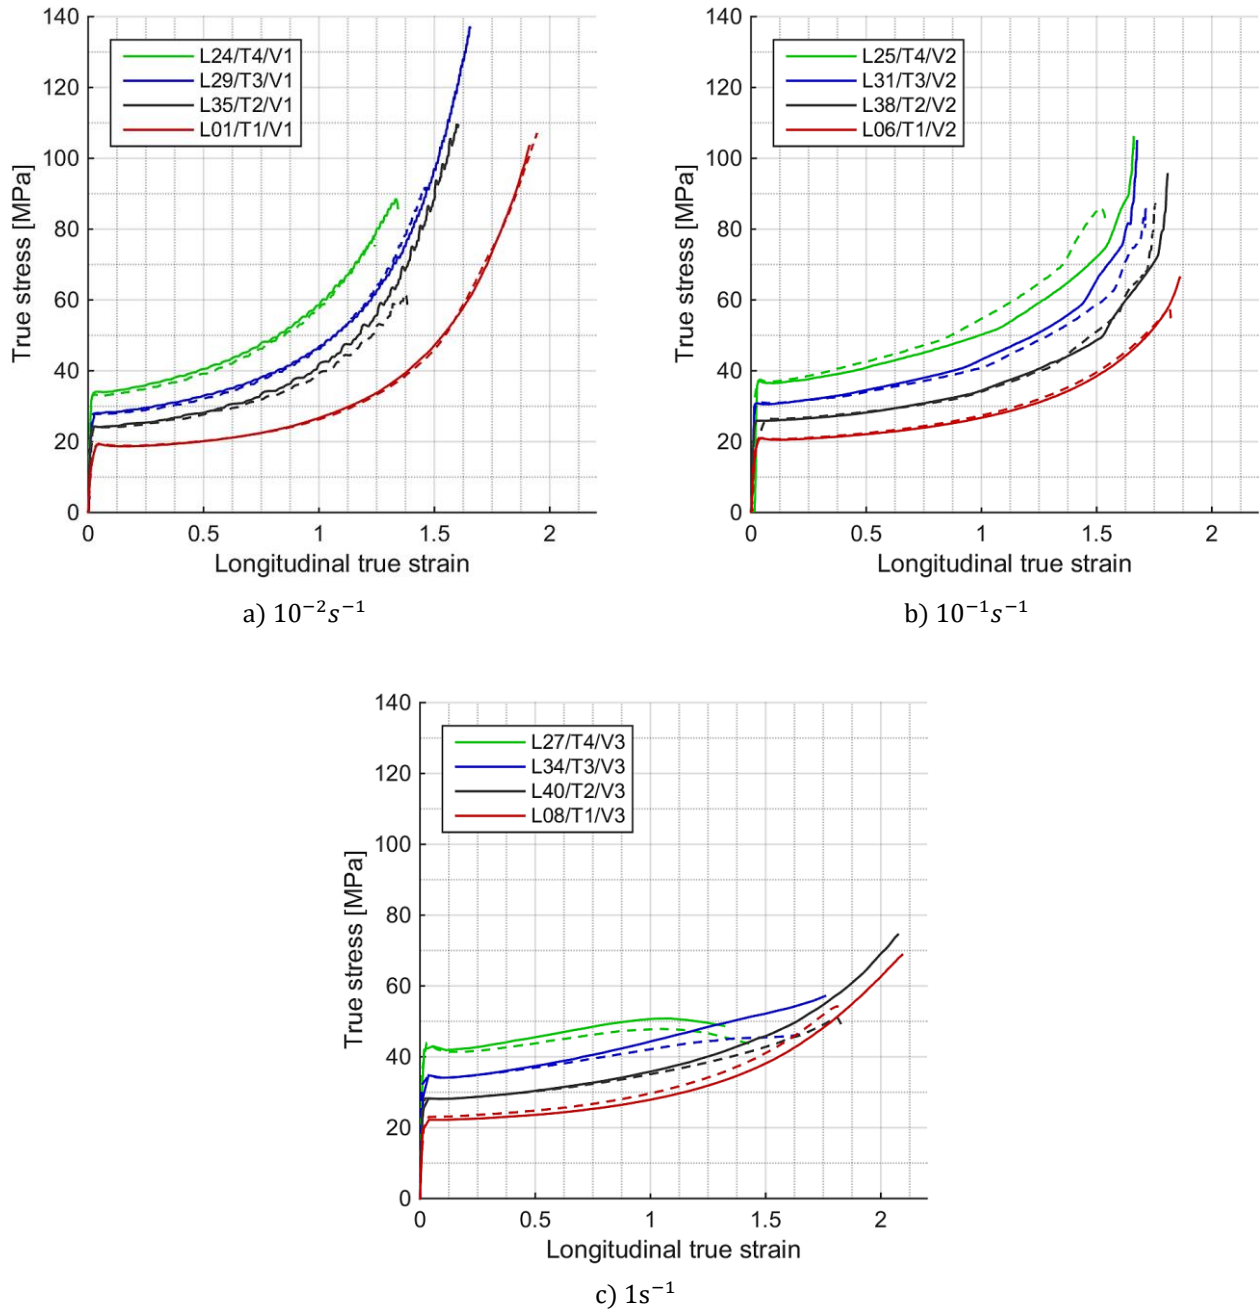 140
120
100
80
60
40
20
0
True stress [MPa]
L24/T4/V1
L29/T3/V1
L35/T2/V1
L01/T1/V1
0 0.5 1 1.5 2
Longitudinal true strain
a) 10⁻²s⁻¹
140
120
100
80
60
40
20
0
True stress [MPa]
L25/T4/V2
L31/T3/V2
L38/T2/V2
L06/T1/V2
0 0.5 1 1.5 2
Longitudinal true strain
b) 10⁻¹s⁻¹
140
120
100
80
60
40
20
0
True stress [MPa]
L27/T4/V3
L34/T3/V3
L40/T2/V3
L08/T1/V3
0 0.5 1 1.5 2
Longitudinal true strain
c) 1s⁻¹